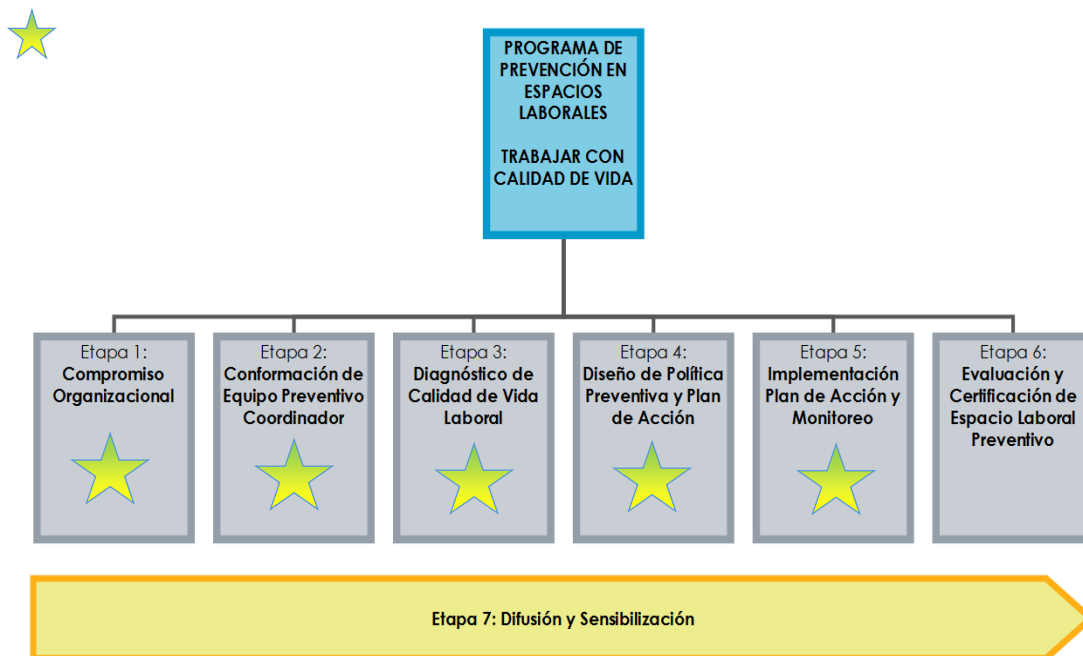 PROGRAMA DE
PREVENCIÓN EN
ESPACIOS
LABORALES
TRABAJAR CON
CALIDAD DE VIDA
Etapa 1:
Compromiso
Organizacional
Etapa 2:
Conformación de
Equipo Preventivo
Coordinador
Etapa 3:
Diagnóstico de
Calidad de Vida
Laboral
Etapa 4:
Diseño de Política
Preventiva y Plan
de Acción
Etapa 5:
Implementación
Plan de Acción y
Monitoreo
Etapa 6:
Evaluación y
Certificación de
Espacio Laboral
Preventivo
Etapa 7: Difusión y Sensibilización